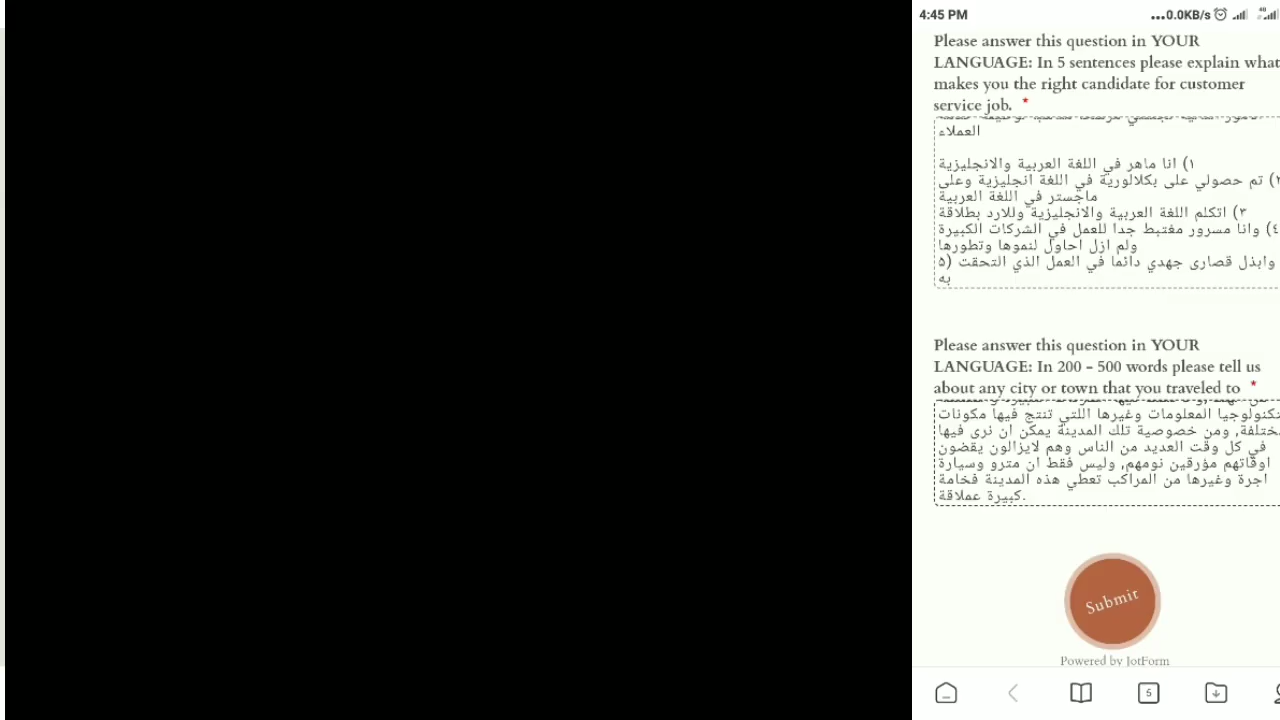 4:45 PM
...0.0KB/s
4G
Please answer this question in YOUR
LANGUAGE: In 5 sentences please explain what
makes you the right candidate for customer
service job. *
العملاء
١) انا ماهر في اللغة العربية والانجليزية
٢) تم حصولي على بكلالورية في اللغة انجليزية وعلى
ماجستر في اللغة العربية
٣) اتكلم اللغة العربية والانجليزية وللارد بطلاقة
٤) وانا مسرور مغتبط جدا للعمل في الشركات الكبيرة
ولم ازل احاول لنموها وتطورها
۵) وابذل قصارى جهدي دائما في العمل الذي التحقت
به
Please answer this question in YOUR
LANGUAGE: In 200 - 500 words please tell us
about any city or town that you traveled to *
تكنولوجيا المعلومات وغيرها اللتي تنتج فيها مكونات
مختلفة, ومن خصوصية تلك المدينة يمكن ان نرى فيها
في كل وقت العديد من الناس وهم لايزالون يقضون
اوقاتهم مؤرقين نومهم, وليس فقط ان مترو وسيارة
اجرة وغيرها من المراكب تعطي هذه المدينة فخامة
كبيرة عملاقة.
Submit
Powered by JotForm
5